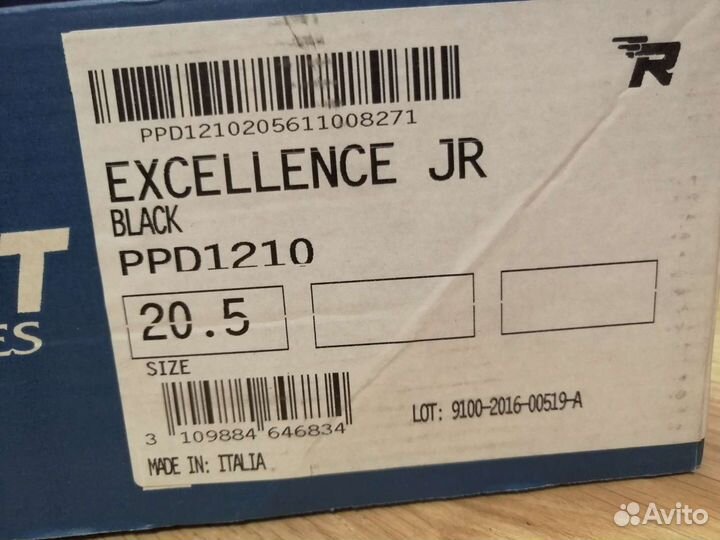 PPD1210205611008271
R
EXCELLENCE JR
BLACK
PPD1210
T
ES
20.5
SIZE
3 109884 646834
LOT: 9100-2016-00519-A
MADE IN: ITALIA
Avito